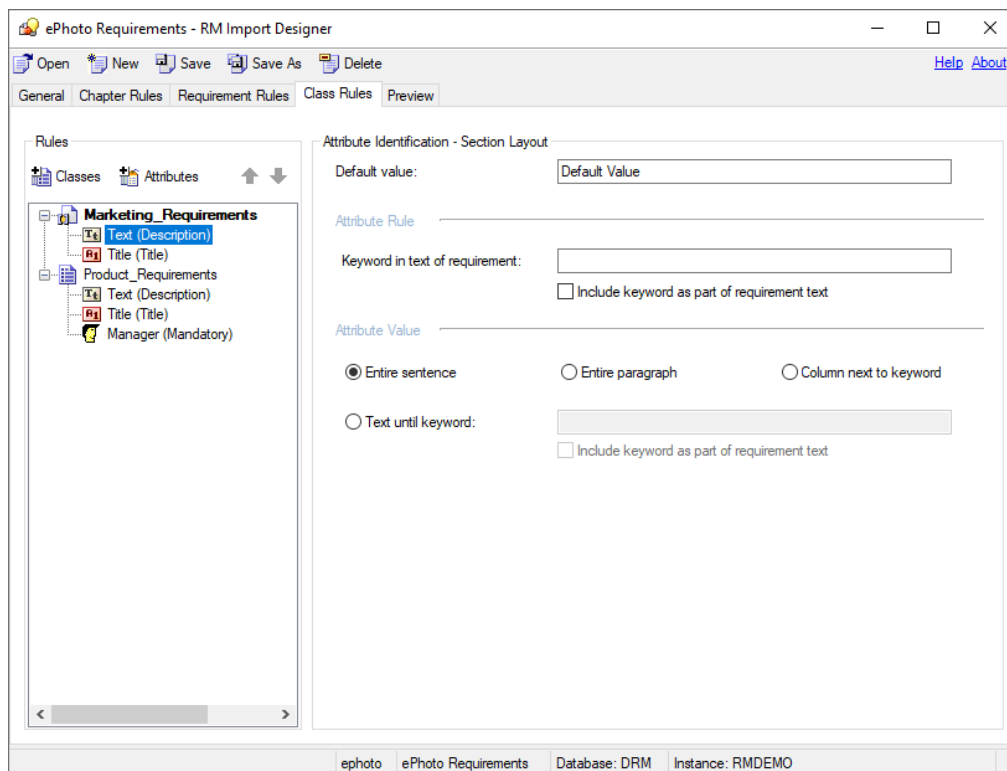 ePhoto Requirements - RM Import Designer
Open New Save Save As Delete Help About
General Chapter Rules Requirement Rules Class Rules Preview
Rules
Classes Attributes
Marketing_Requirements
Text (Description)
Title (Title)
Product_Requirements
Text (Description)
Title (Title)
Manager (Mandatory)
Attribute Identification - Section Layout
Default value: Default Value
Attribute Rule
Keyword in text of requirement:
Include keyword as part of requirement text
Attribute Value
Entire sentence Entire paragraph Column next to keyword
Text until keyword:
Include keyword as part of requirement text
ephoto ePhoto Requirements Database: DRM Instance: RMDEMO